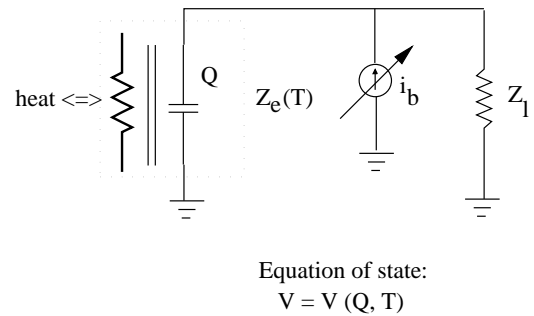 heat <=>
Q
Z_e(T)
i_b
Z_l
Equation of state:
V = V (Q, T)